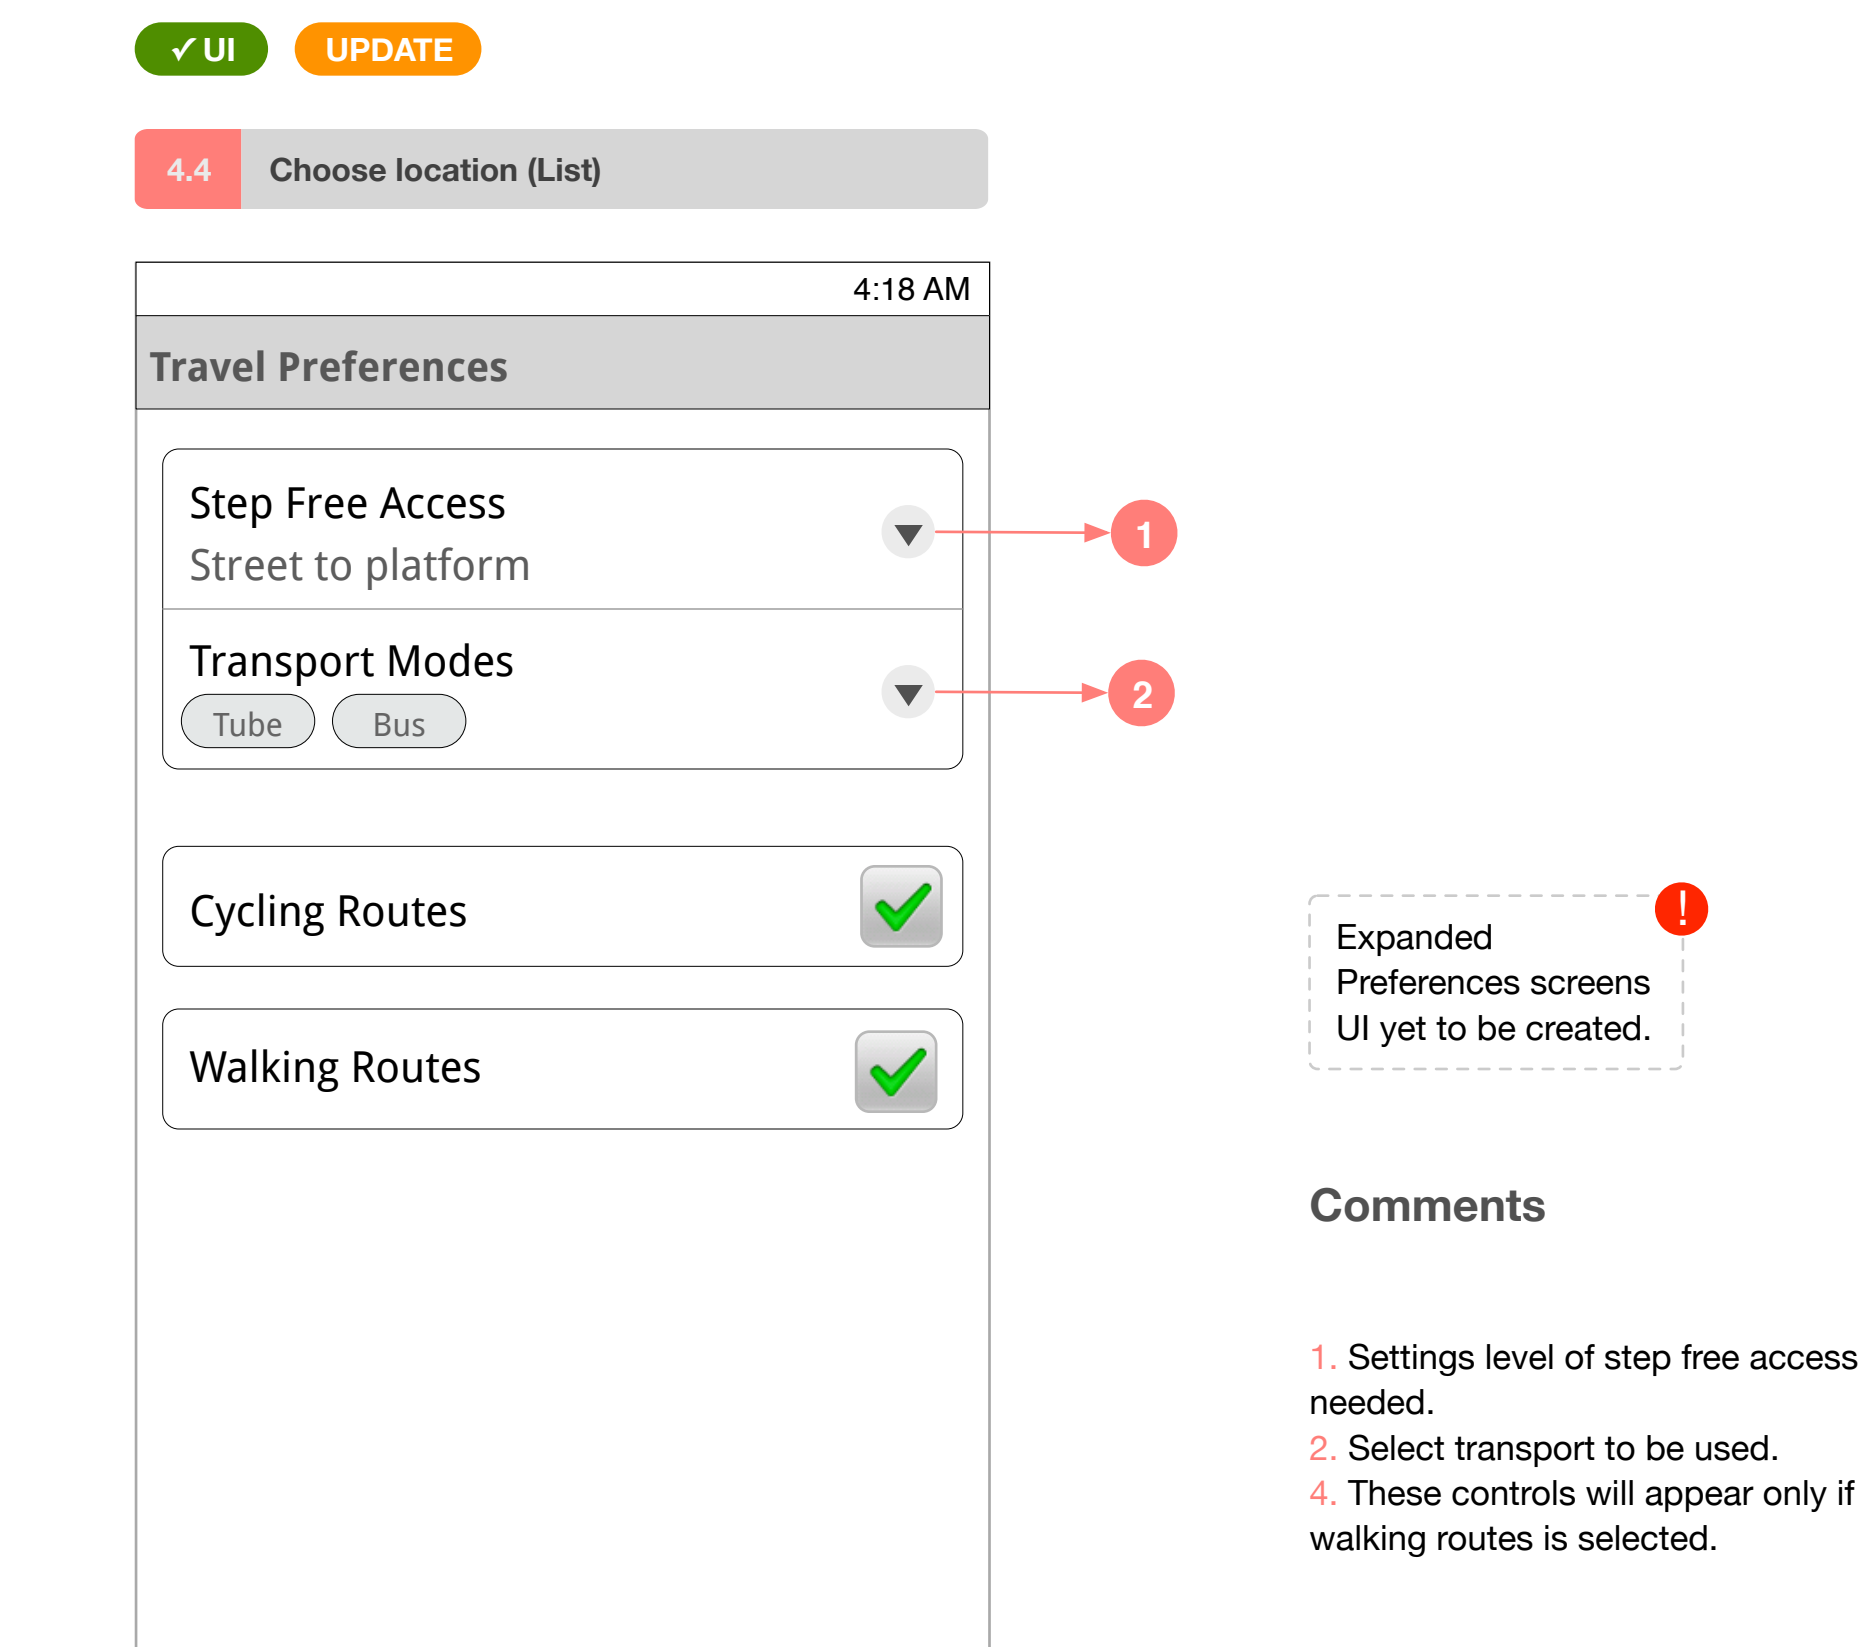 ✓ UI UPDATE
4.4 Choose location (List)
4:18 AM
Travel Preferences
Step Free Access
Street to platform
1
Transport Modes
2
Tube Bus
Cycling Routes
Walking Routes
!
Expanded
Preferences screens
UI yet to be created.
Comments
1. Settings level of step free access
needed.
2. Select transport to be used.
4. These controls will appear only if
walking routes is selected.